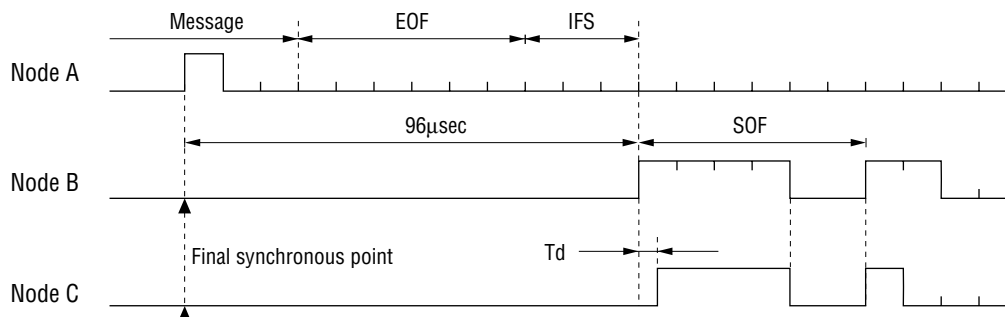 Message EOF IFS
Node A
96μsec SOF
Node B
Td
Final synchronous point
Node C